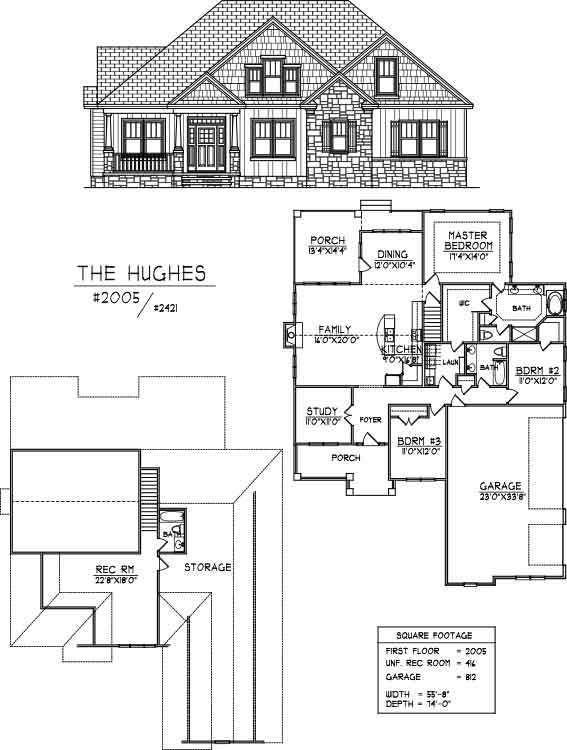 THE HUGHES
#2005/#2421
PORCH
13'4"X14'4"
DINING
12'0"X10'4"
MASTER
BEDROOM
17'4"X14'0"
WIC
BATH
FAMILY
16'0"X20'0"
KITCHEN
9'0"X16'8"
LAUN
BATH
BDRM #2
11'0"X12'0"
STUDY
11'0"X11'0"
FOYER
BDRM #3
11'0"X12'0"
PORCH
GARAGE
23'0"X33'8"
BATH
REC RM
22'8"X18'0"
STORAGE
SQUARE FOOTAGE
FIRST FLOOR = 2005
UNF. REC ROOM = 416
GARAGE = 812
WIDTH = 55'-8"
DEPTH = 74'-0"